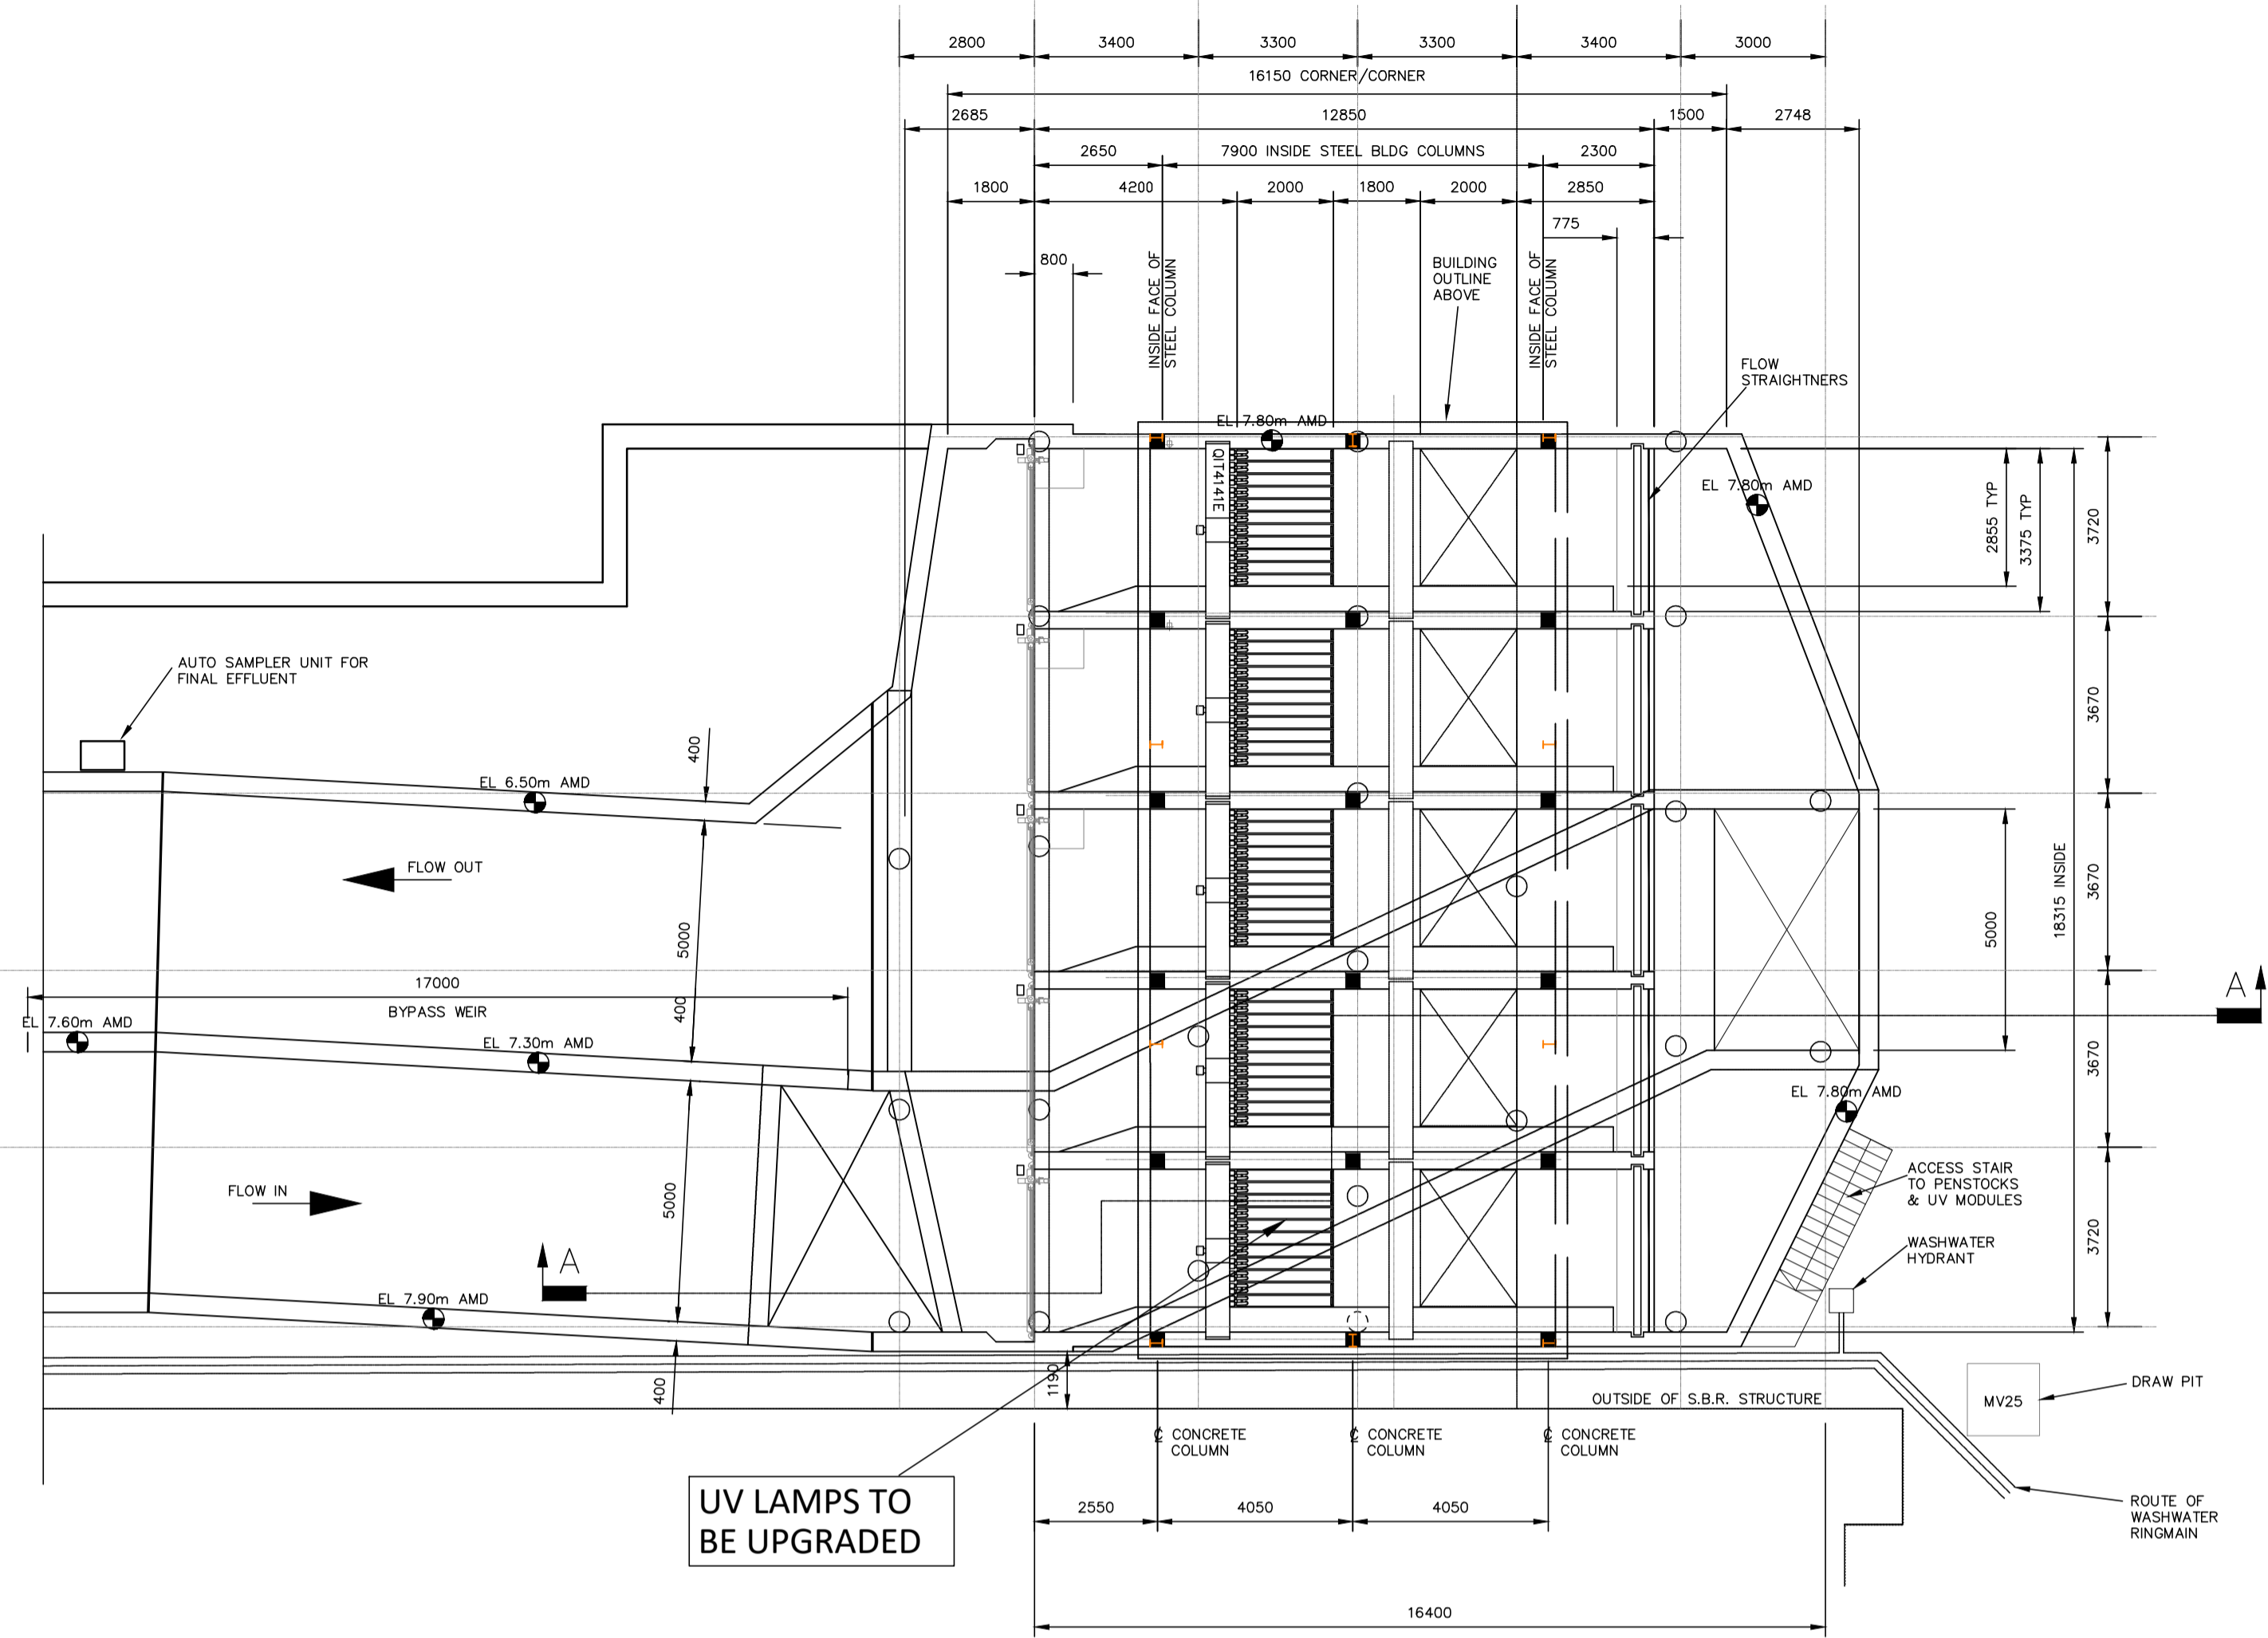 2800
3400
3300
3300
3400
3000
16150 CORNER/CORNER
2685
12850
1500
2748
2650
7900 INSIDE STEEL BLDG COLUMNS
2300
1800
4200
2000
1800
2000
2850
775
800
INSIDE FACE OF
STEEL COLUMN
BUILDING
OUTLINE
ABOVE
INSIDE FACE OF
STEEL COLUMN
FLOW
STRAIGHTNERS
EL 7.80m AMD
QIT4141E
EL 7.80m AMD
2855 TYP
3375 TYP
3720
AUTO SAMPLER UNIT FOR
FINAL EFFLUENT
3670
400
EL 6.50m AMD
FLOW OUT
5000
3670
18315 INSIDE
5000
17000
BYPASS WEIR
400
A
EL 7.60m AMD
EL 7.30m AMD
3670
EL 7.80m AMD
FLOW IN
5000
ACCESS STAIR
TO PENSTOCKS
& UV MODULES
3720
WASHWATER
HYDRANT
A
EL 7.90m AMD
400
1190
OUTSIDE OF S.B.R. STRUCTURE
MV25
DRAW PIT
℄ CONCRETE
COLUMN
℄ CONCRETE
COLUMN
℄ CONCRETE
COLUMN
UV LAMPS TO
BE UPGRADED
2550
4050
4050
ROUTE OF
WASHWATER
RINGMAIN
16400